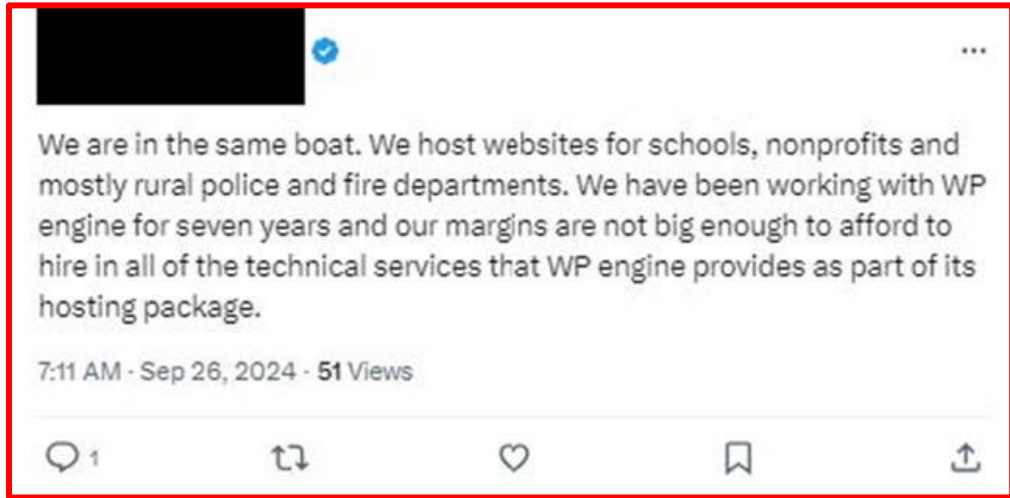 ...
We are in the same boat. We host websites for schools, nonprofits and
mostly rural police and fire departments. We have been working with WP
engine for seven years and our margins are not big enough to afford to
hire in all of the technical services that WP engine provides as part of its
hosting package.
7:11 AM · Sep 26, 2024 · 51 Views
1